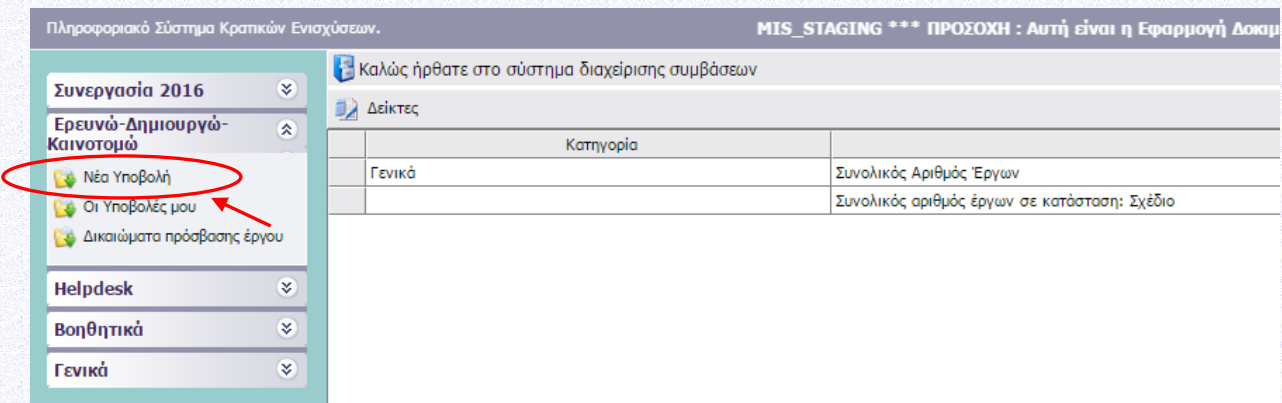 Πληροφοριακό Σύστημα Κρατικών Ενισχύσεων. MIS_STAGING *** ΠΡΟΣΟΧΗ : Αυτή είναι η Εφαρμογή Δοκιμ
Καλώς ήρθατε στο σύστημα διαχείρισης συμβάσεων
Συνεργασία 2016
Δείκτες
Ερευνώ-Δημιουργώ-
Καινοτομώ
Κατηγορία
Νέα Υποβολή
Γενικά Συνολικός Αριθμός Έργων
Οι Υποβολές μου
Συνολικός αριθμός έργων σε κατάσταση: Σχέδιο
Δικαιώματα πρόσβασης έργου
Helpdesk
Βοηθητικά
Γενικά